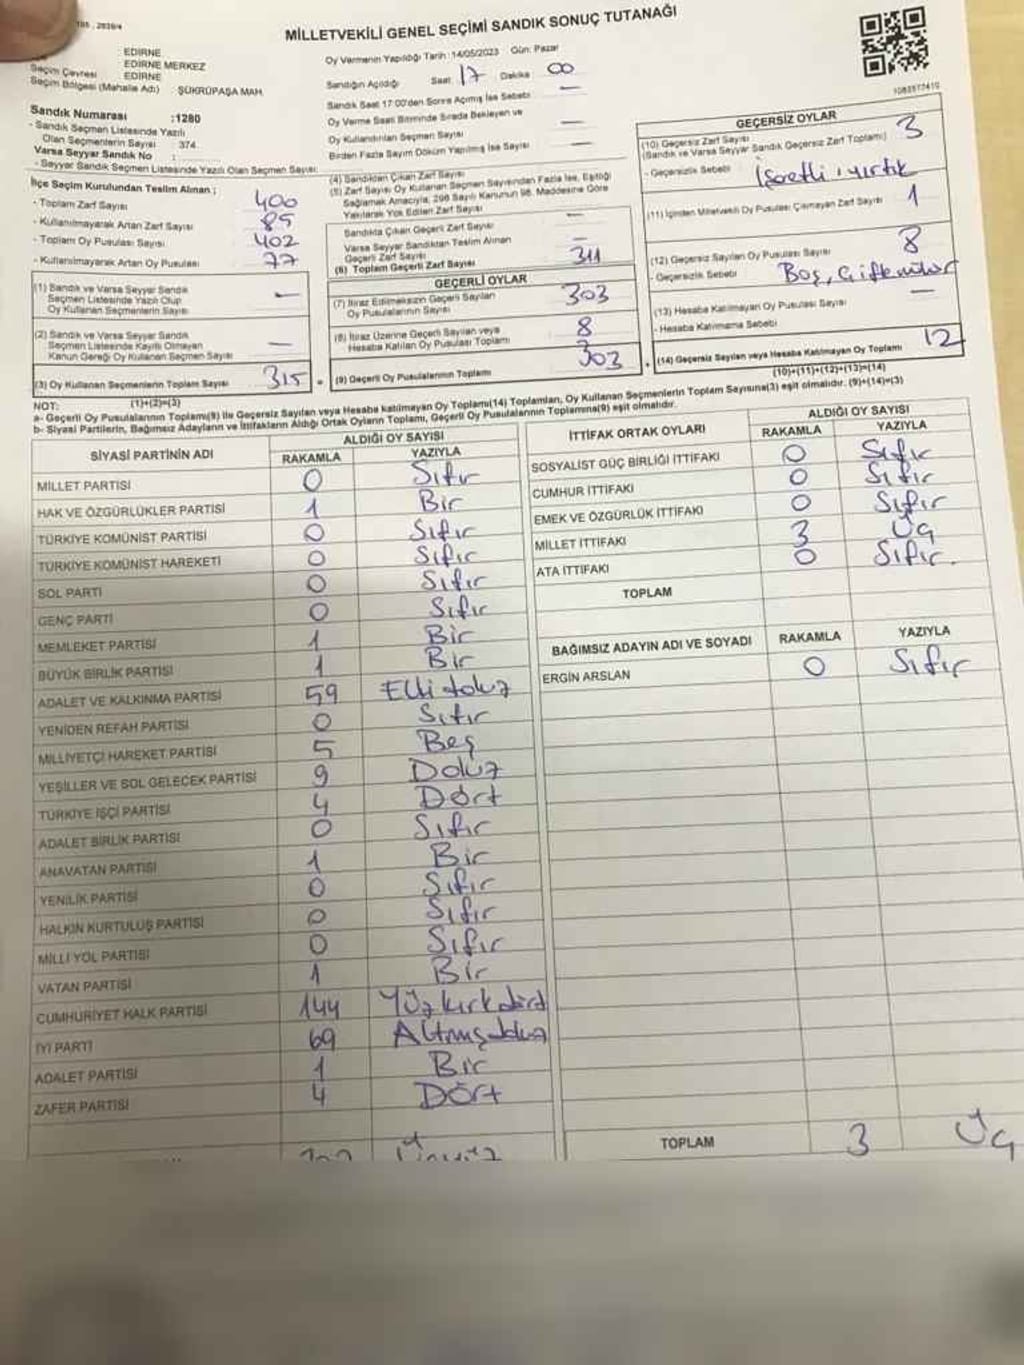 MİLLETVEKİLİ GENEL SEÇİMİ SANDIK SONUÇ TUTANAĞI
: EDİRNE
: EDİRNE MERKEZ
Seçim Çevresi : EDİRNE
Seçim Bölgesi (Mahalle Adı) : ŞÜKRÜPAŞA MAH.
Sandık Numarası :1280
- Sandık Seçmen Listesinde Yazılı
Olan Seçmenlerin Sayısı : 374
Varsa Seyyar Sandık No :
- Seyyar Sandık Seçmen Listesinde Yazılı Olan Seçmen Sayısı:
Oy Vermenin Yapıldığı Tarih :14/05/2023 Gün: Pazar
Sandığın Açıldığı Saat: 17 Dakika 00
Sandık Saat 17:00'den Sonra Açımış İse Sebebi —
Oy Verme Saati Bitiminde Sırada Bekleyen ve
Oy Kullandırılan Seçmen Sayısı —
Birden Fazla Sayım Döküm Yapılmış İse Sayısı —
1083577410
İlçe Seçim Kurulundan Teslim Alınan ;
- Toplam Zarf Sayısı 400
- Kullanılmayarak Artan Zarf Sayısı 85
- Toplam Oy Pusulası Sayısı 402
- Kullanılmayarak Artan Oy Pusulası 77
(4) Sandıktan Çıkan Zarf Sayısı
(5) Zarf Sayısı Oy Kullanan Seçmen Sayısından Fazla İse, Eşitliği
Sağlamak Amacıyla, 298 Sayılı Kanunun 98. Maddesine Göre
Yakılarak Yok Edilen Zarf Sayısı
Sandıkta Çıkan Geçerli Zarf Sayısı —
Varsa Seyyar Sandıktan Teslim Alınan
Geçerli Zarf Sayısı —
(6) Toplam Geçerli Zarf Sayısı 311
GEÇERSİZ OYLAR
(10) Geçersiz Zarf Sayısı 3
(Sandık ve Varsa Seyyar Sandık Geçersiz Zarf Toplamı)
- Geçersizlik Sebebi : İşaretli, yırtık
(11) İçinden Milletvekili Oy Pusulası Çıkmayan Zarf Sayısı 1
(12) Geçersiz Sayılan Oy Pusulası Sayısı 8
- Geçersizlik Sebebi Boş,
(13) Hesaba Katılmayan Oy Pusulası Sayısı —
- Hesaba Katılmama Sebebi
(14) Geçersiz Sayılan veya Hesaba Katılmayan Oy Toplamı 12
(10)+(11)+(12)+(13)=(14)
(1) Sandık ve Varsa Seyyar Sandık
Seçmen Listesinde Yazılı Olup
Oy Kullanan Seçmenlerin Sayısı —
(2) Sandık ve Varsa Seyyar Sandık
Seçmen Listesinde Kayıtlı Olmayan
Kanun Gereği Oy Kullanan Seçmen Sayısı —
(3) Oy Kullanan Seçmenlerin Toplam Sayısı 315 =
(1)+(2)=(3)
GEÇERLİ OYLAR
(7) İtiraz Edilmeksizin Geçerli Sayılan
Oy Pusulalarının Sayısı 303
(8) İtiraz Üzerine Geçerli Sayılan veya
Hesaba Katılan Oy Pusulası Toplamı 8
(9) Geçerli Oy Pusulalarının Toplamı 303 +
NOT:
a- Geçerli Oy Pusulalarının Toplamı(9) ile Geçersiz Sayılan veya Hesaba katılmayan Oy Toplamı(14) Toplamları, Oy Kullanan Seçmenlerin Toplam Sayısına(3) eşit olmalıdır. (9)+(14)=(3)
b- Siyasi Partilerin, Bağımsız Adayların ve İttifakların Aldığı Ortak Oyların Toplamı, Geçerli Oy Pusulalarının Toplamına(9) eşit olmalıdır.
SİYASİ PARTİNİN ADI ALDIĞI OY SAYISI
RAKAMLA YAZIYLA
MİLLET PARTİSİ 0 Sıfır
HAK VE ÖZGÜRLÜKLER PARTİSİ 1 Bir
TÜRKİYE KOMÜNİST PARTİSİ 0 Sıfır
TÜRKİYE KOMÜNİST HAREKETİ 0 Sıfır
SOL PARTİ 0 Sıfır
GENÇ PARTİ 0 Sıfır
MEMLEKET PARTİSİ 1 Bir
BÜYÜK BİRLİK PARTİSİ 1 Bir
ADALET VE KALKINMA PARTİSİ 59 Elli dokuz
YENİDEN REFAH PARTİSİ 0 Sıfır
MİLLİYETÇİ HAREKET PARTİSİ 5 Beş
YEŞİLLER VE SOL GELECEK PARTİSİ 9 Dokuz
TÜRKİYE İŞÇİ PARTİSİ 4 Dört
ADALET BİRLİK PARTİSİ 0 Sıfır
ANAVATAN PARTİSİ 1 Bir
YENİLİK PARTİSİ 0 Sıfır
HALKIN KURTULUŞ PARTİSİ 0 Sıfır
MİLLİ YOL PARTİSİ 0 Sıfır
VATAN PARTİSİ 1 Bir
CUMHURİYET HALK PARTİSİ 144 Yüz kırk dört
İYİ PARTİ 69 Altmış dokuz
ADALET PARTİSİ 1 Bir
ZAFER PARTİSİ 4 Dört
İTTİFAK ORTAK OYLARI ALDIĞI OY SAYISI
RAKAMLA YAZIYLA
SOSYALİST GÜÇ BİRLİĞİ İTTİFAKI 0 Sıfır
CUMHUR İTTİFAKI 0 Sıfır
EMEK VE ÖZGÜRLÜK İTTİFAKI 0 Sıfır
MİLLET İTTİFAKI 3 Üç
ATA İTTİFAKI 0 Sıfır.
TOPLAM
BAĞIMSIZ ADAYIN ADI VE SOYADI RAKAMLA YAZIYLA
ERGİN ARSLAN 0 Sıfır
TOPLAM 3 Üç